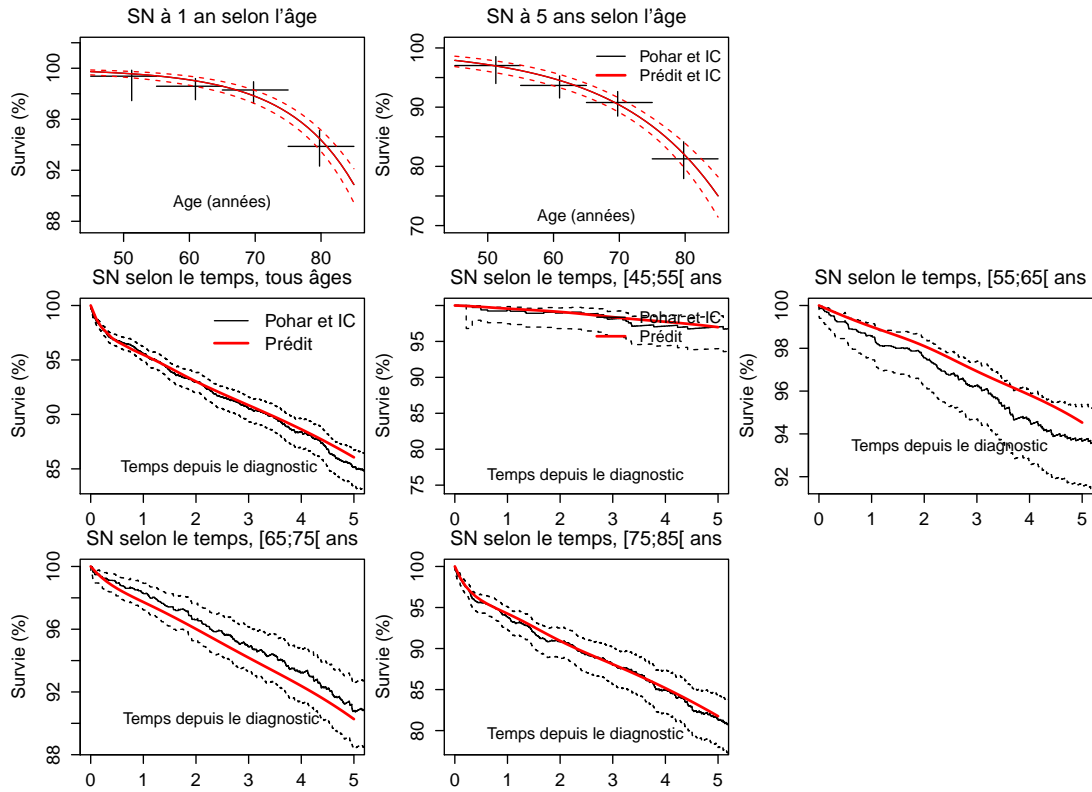 SN à 1 an selon l'âge
Survie (%)
88 92 96 100
Age (années)
50 60 70 80
SN à 5 ans selon l'âge
Survie (%)
70 80 90 100
Pohar et IC
Prédit et IC
Age (années)
50 60 70 80
SN selon le temps, tous âges
Survie (%)
85 90 95 100
Pohar et IC
Prédit
Temps depuis le diagnostic
0 1 2 3 4 5
SN selon le temps, [45;55[ ans
Survie (%)
75 80 85 90 95
Pohar et IC
Prédit
Temps depuis le diagnostic
0 1 2 3 4 5
SN selon le temps, [55;65[ ans
Survie (%)
92 94 96 98 100
Temps depuis le diagnostic
0 1 2 3 4 5
SN selon le temps, [65;75[ ans
Survie (%)
88 92 96 100
Temps depuis le diagnostic
0 1 2 3 4 5
SN selon le temps, [75;85[ ans
Survie (%)
80 85 90 95 100
Temps depuis le diagnostic
0 1 2 3 4 5